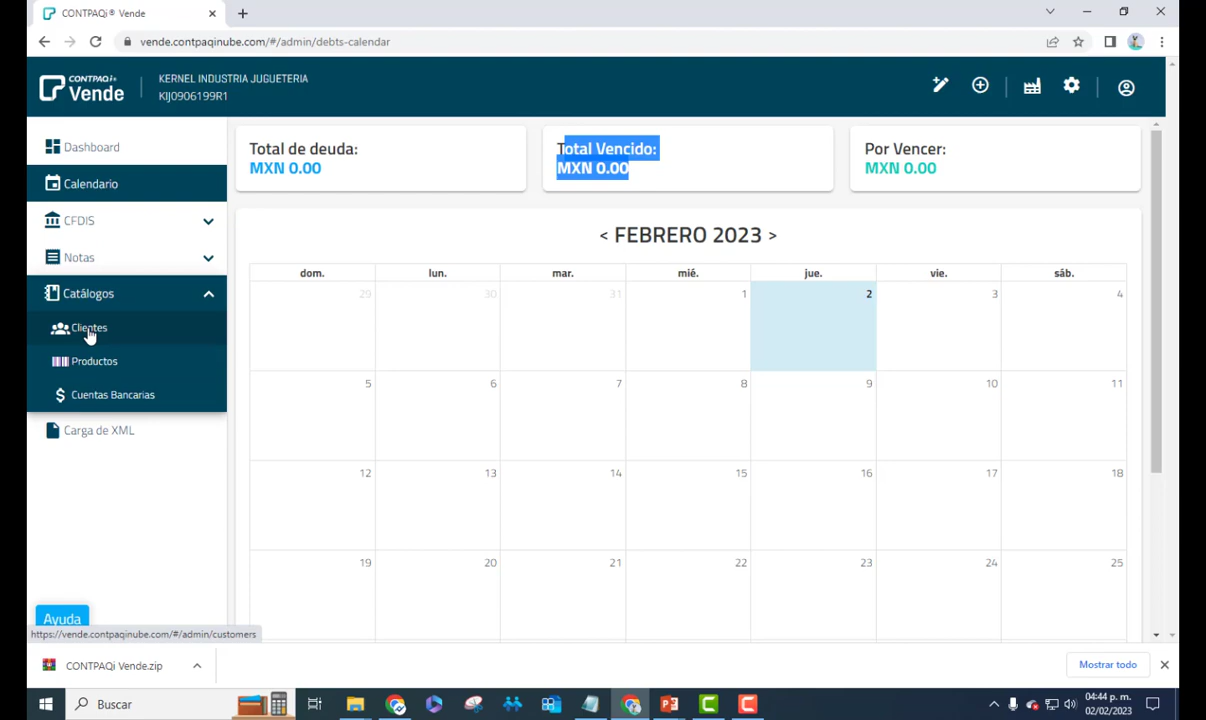 CONTPAQi® Vende
vende.contpaqinube.com/#/admin/debts-calendar
CONTPAQi
Vende
KERNEL INDUSTRIA JUGUETERIA
KIJ0906199R1
Dashboard
Calendario
CFDIS
Notas
Catálogos
Clientes
Productos
Cuentas Bancarias
Carga de XML
Ayuda
Total de deuda:
MXN 0.00
Total Vencido:
MXN 0.00
Por Vencer:
MXN 0.00
< FEBRERO 2023 >
dom. lun. mar. mié. jue. vie. sáb.
29 30 31 1 2 3 4
5 6 7 8 9 10 11
12 13 14 15 16 17 18
19 20 21 22 23 24 25
https://vende.contpaqinube.com/#/admin/customers
CONTPAQi Vende.zip
Mostrar todo
Buscar
04:44 p. m.
02/02/2023